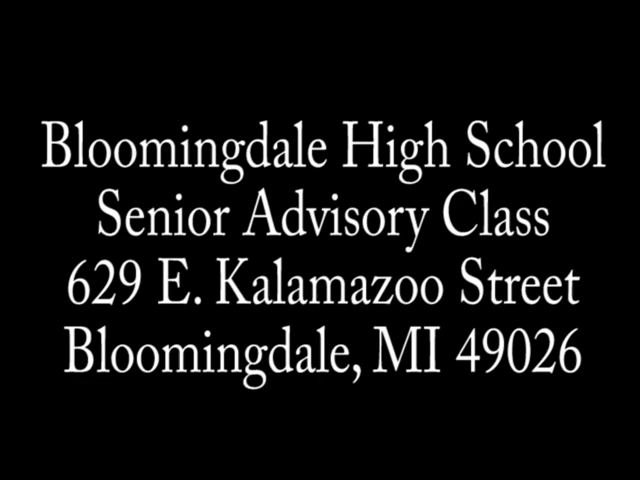 Bloomingdale High School
Senior Advisory Class
629 E. Kalamazoo Street
Bloomingdale, MI 49026